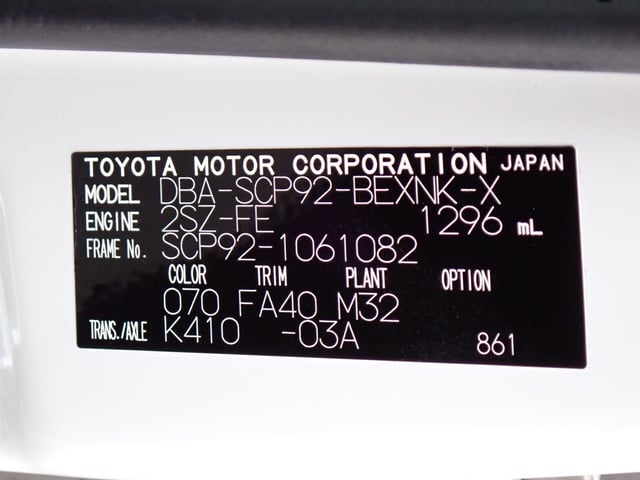 TOYOTA MOTOR CORPORATION JAPAN
MODEL DBA-SCP92-BEXNK-X
ENGINE 2SZ-FE 1296 mL
FRAME No. SCP92-1061082
COLOR TRIM PLANT OPTION
070 FA40 M32
TRANS./AXLE K410 -03A 861